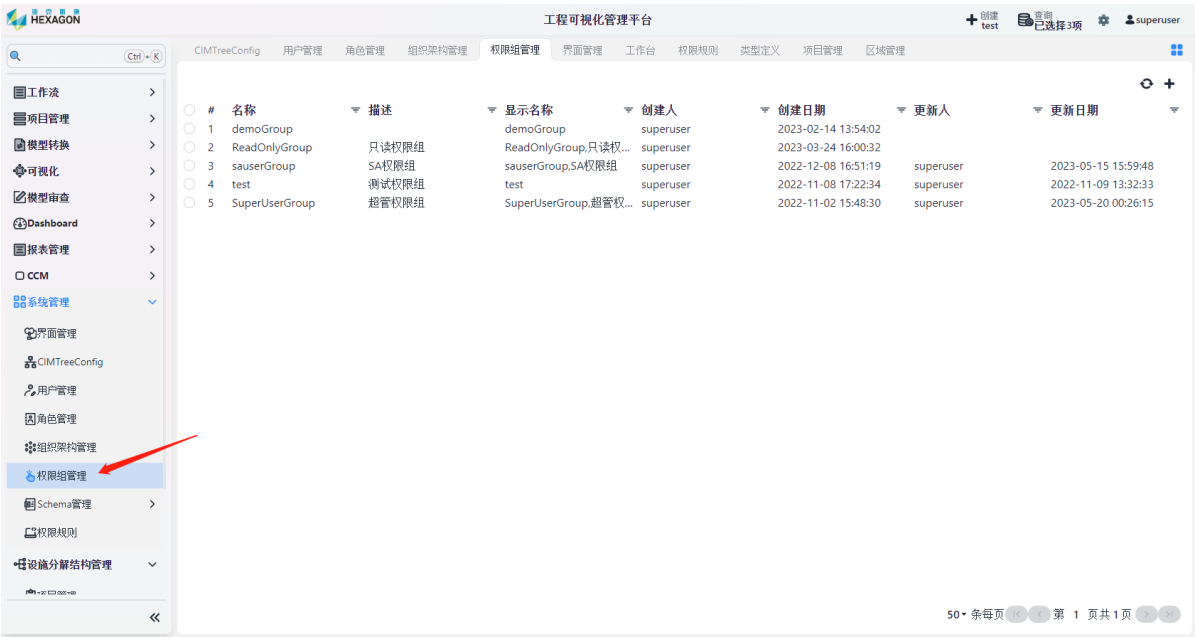 海克斯康
HEXAGON
工程可视化管理平台
创建
test
查询
已选择3项
superuser
Ctrl + K
CIMTreeConfig 用户管理 角色管理 组织架构管理 权限组管理 界面管理 工作台 权限规则 类型定义 项目管理 区域管理
工作流
项目管理
模型转换
可视化
模型审查
Dashboard
报表管理
CCM
系统管理
界面管理
CIMTreeConfig
用户管理
角色管理
组织架构管理
权限组管理
Schema管理
权限规则
设施分解结构管理
项目管理
# 名称 描述 显示名称 创建人 创建日期 更新人 更新日期
1 demoGroup demoGroup superuser 2023-02-14 13:54:02
2 ReadOnlyGroup 只读权限组 ReadOnlyGroup,只读权... superuser 2023-03-24 16:00:32
3 sauserGroup SA权限组 sauserGroup,SA权限组 superuser 2022-12-08 16:51:19 superuser 2023-05-15 15:59:48
4 test 测试权限组 test superuser 2022-11-08 17:22:34 superuser 2022-11-09 13:32:33
5 SuperUserGroup 超管权限组 SuperUserGroup,超管权... superuser 2022-11-02 15:48:30 superuser 2023-05-20 00:26:15
50 条每页 第 1 页共1页